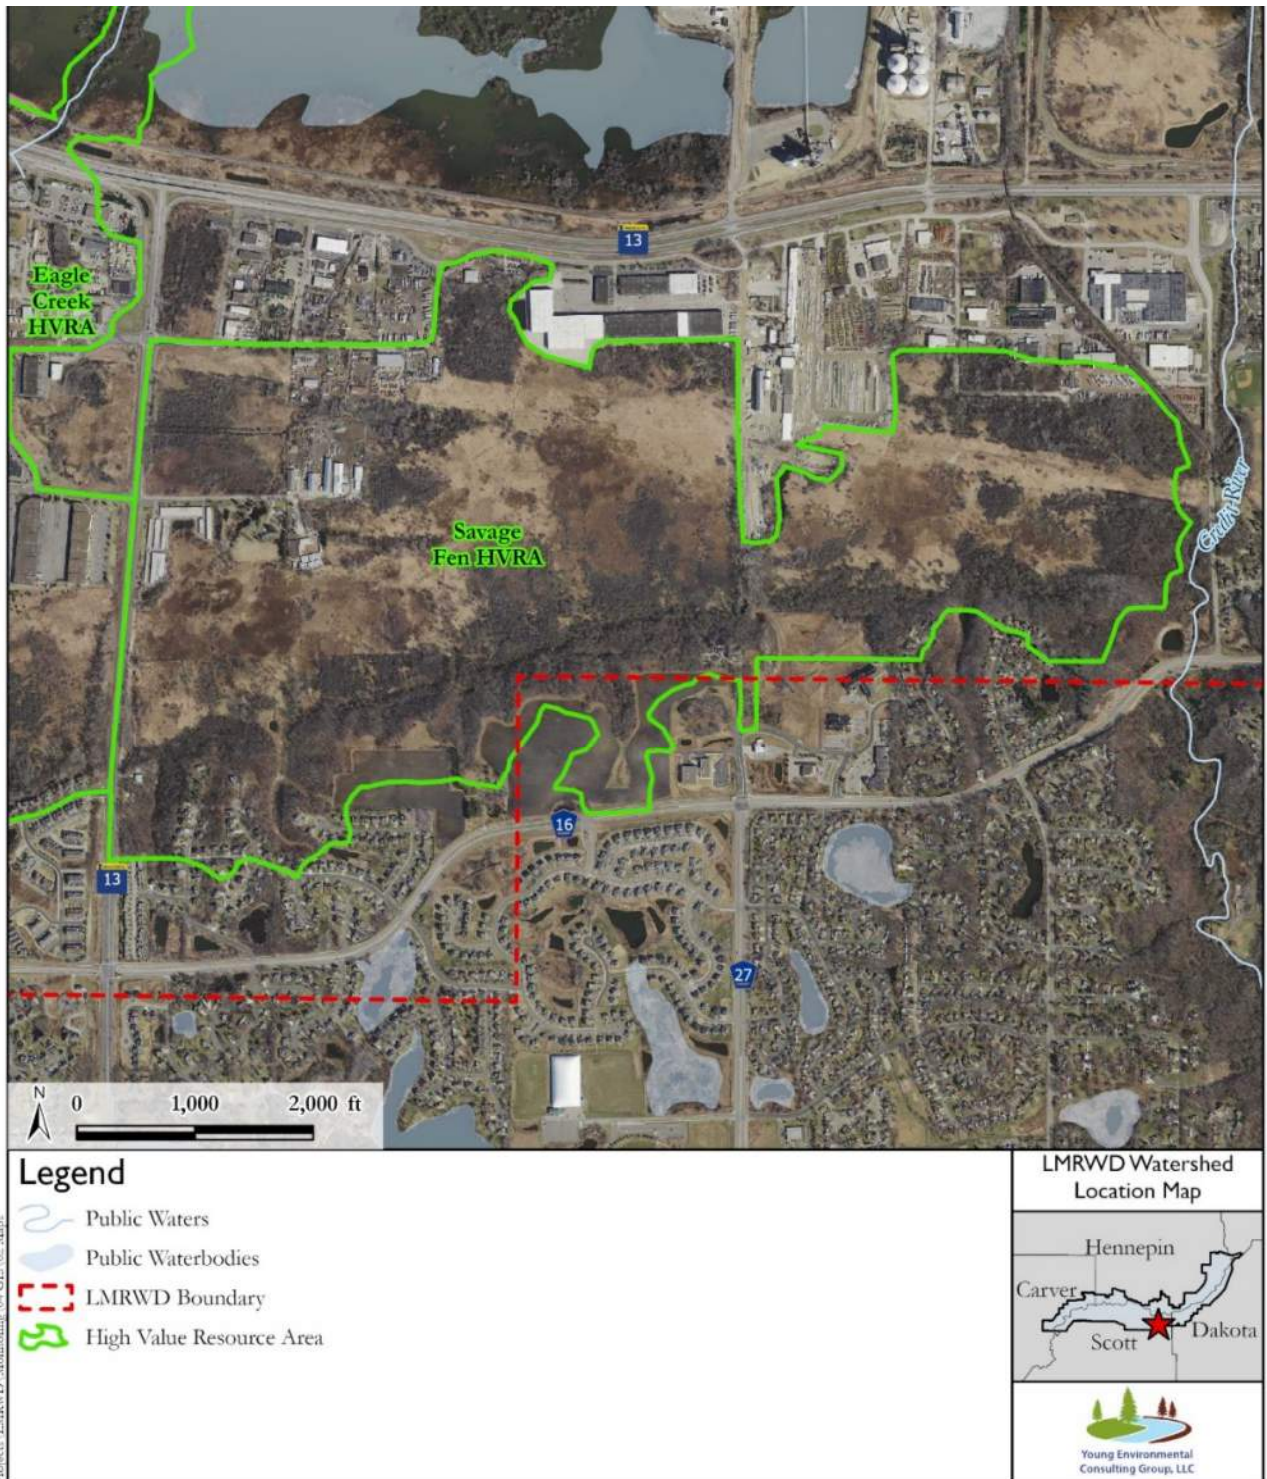 13
Eagle
Creek
HVRA
Savage
Fen HVRA
Credit River
16
13
27
N
0 1,000 2,000 ft
Legend
Public Waters
Public Waterbodies
LMRWD Boundary
High Value Resource Area
LMRWD Watershed
Location Map
Hennepin
Carver
Scott
Dakota
Young Environmental
Consulting Group, LLC